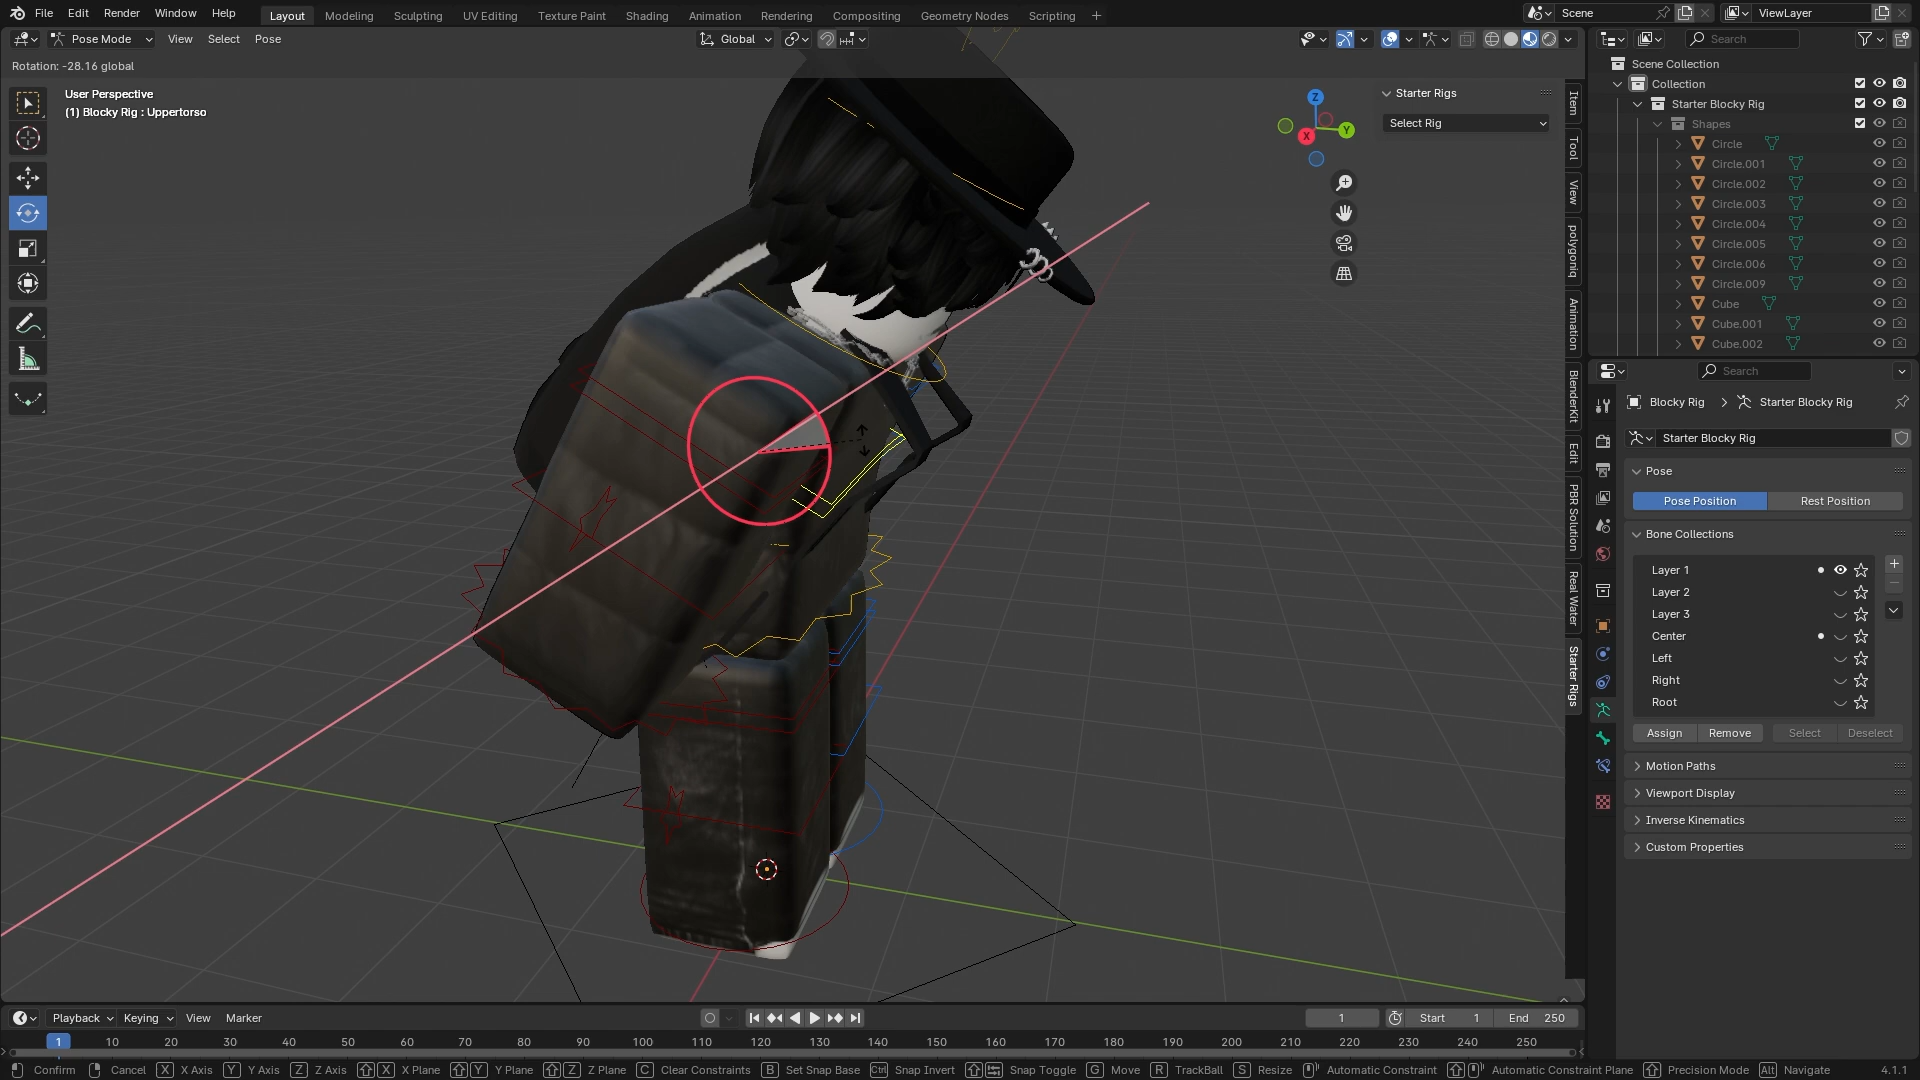 File Edit Render Window Help Layout Modeling Sculpting UV Editing Texture Paint Shading Animation Rendering Compositing Geometry Nodes Scripting + Scene ViewLayer
Pose Mode View Select Pose Global Search
Rotation: -28.16 global
User Perspective
(1) Blocky Rig : Uppertorso
Z
Y
X
Starter Rigs
Select Rig
Item
Tool
View
polygoniq
Animation
BlenderKit
Edit
PBR Solution
Real Water
Starter Rigs
Scene Collection
Collection
Starter Blocky Rig
Shapes
Circle
Circle.001
Circle.002
Circle.003
Circle.004
Circle.005
Circle.006
Circle.009
Cube
Cube.001
Cube.002
Search
Blocky Rig > Starter Blocky Rig
Starter Blocky Rig
Pose
Pose Position Rest Position
Bone Collections
Layer 1
Layer 2
Layer 3
Center
Left
Right
Root
Assign Remove Select Deselect
Motion Paths
Viewport Display
Inverse Kinematics
Custom Properties
Playback Keying View Marker 1 Start 1 End 250
1 10 20 30 40 50 60 70 80 90 100 110 120 130 140 150 160 170 180 190 200 210 220 230 240 250
Confirm Cancel X X Axis Y Y Axis Z Z Axis X X Plane Y Y Plane Z Z Plane C Clear Constraints B Set Snap Base Ctrl Snap Invert Snap Toggle G Move R TrackBall S Resize Automatic Constraint Automatic Constraint Plane Precision Mode Alt Navigate 4.1.1